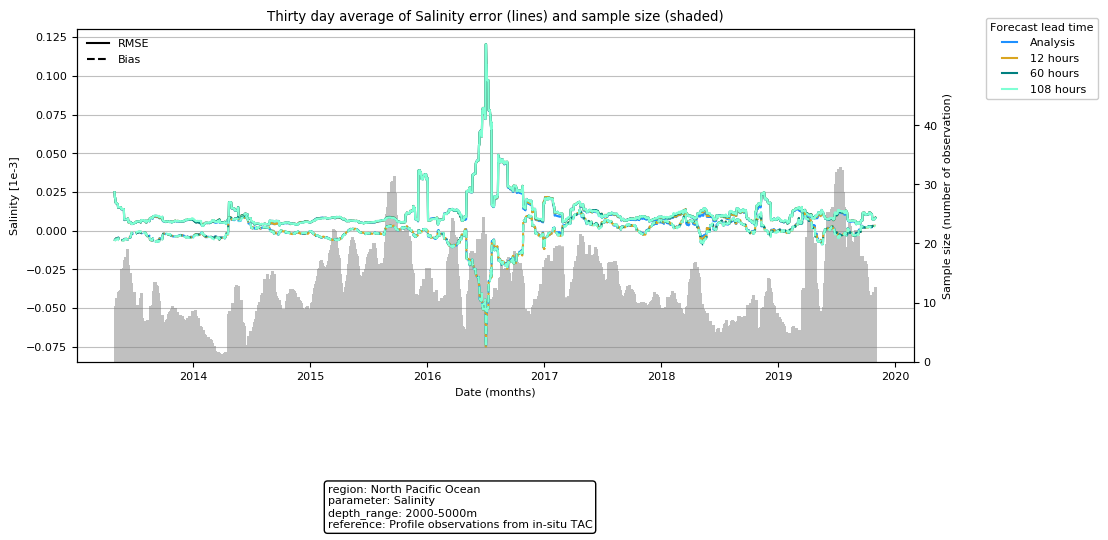 Thirty day average of Salinity error (lines) and sample size (shaded)
RMSE
Bias
Forecast lead time
Analysis
12 hours
60 hours
108 hours
0.125
0.100
0.075
0.050
0.025
0.000
−0.025
−0.050
−0.075
Salinity [1e-3]
40
30
20
10
0
Sample size (number of observation)
2014
2015
2016
2017
2018
2019
2020
Date (months)
region: North Pacific Ocean
parameter: Salinity
depth_range: 2000-5000m
reference: Profile observations from in-situ TAC